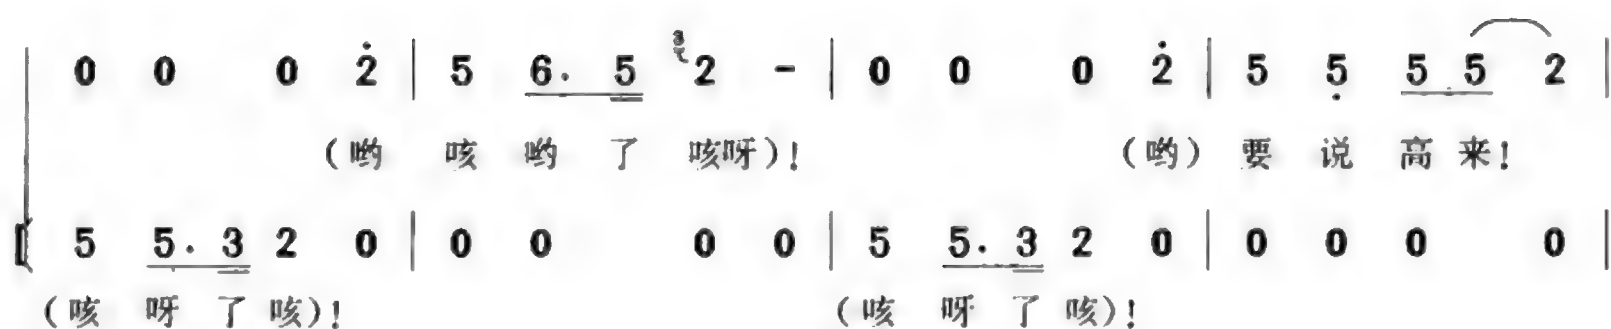 0 0 0 2̇ | 5 6. 5 2 - | 0 0 0 2̇ | 5 5̣ 5 5 2 |
(哟 咳 哟 了 咳呀)! (哟) 要 说 高 来!
5 5. 3 2 0 | 0 0 0 0 | 5 5. 3 2 0 | 0 0 0 0 |
(咳 呀 了 咳)! (咳 呀 了 咳)!